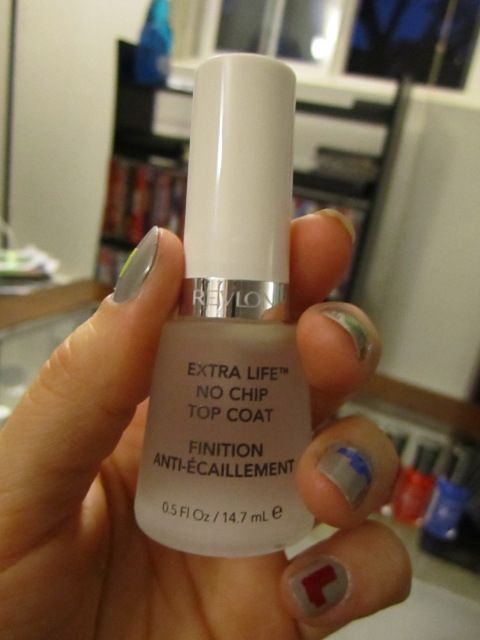 REVLON
EXTRA LIFE™
NO CHIP
TOP COAT
FINITION
ANTI-ÉCAILLEMENT
0.5 Fl Oz / 14.7 mL ℮